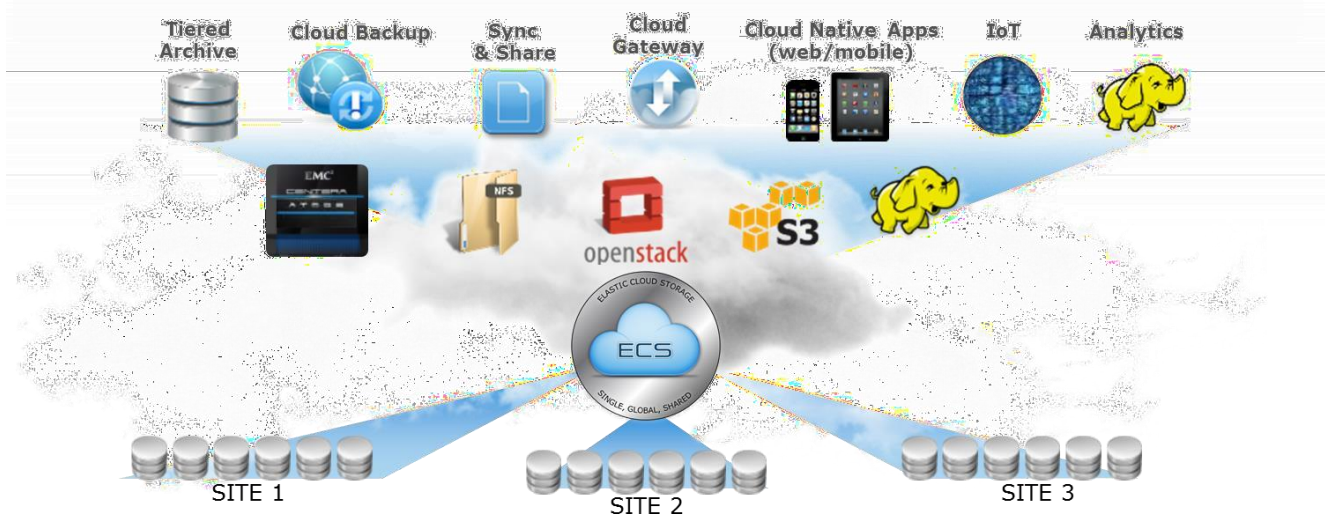 Tiered
Archive
Cloud Backup
Sync
& Share
Cloud
Gateway
Cloud Native Apps
(web/mobile)
IoT
Analytics
EMC²
CENTERA
ATMOS
NFS
openstack
S3
ELASTIC CLOUD STORAGE
ECS
SINGLE, GLOBAL, SHARED
SITE 1
SITE 2
SITE 3